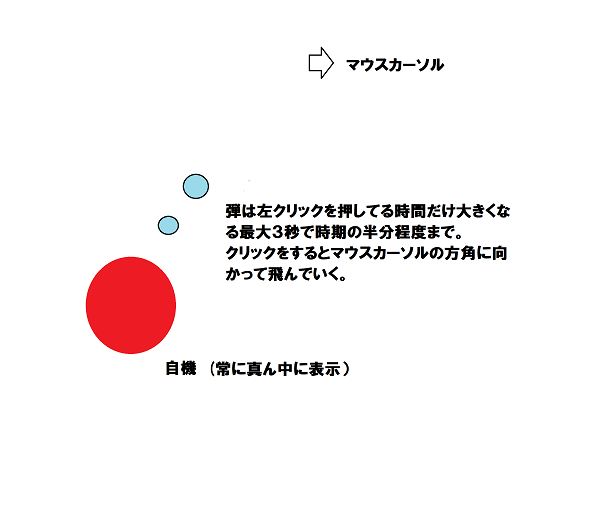 マウスカーソル
弾は左クリックを押してる時間だけ大きくな
る最大3秒で時期の半分程度まで。
クリックをするとマウスカーソルの方角に向
かって飛んでいく。
自機 (常に真ん中に表示)